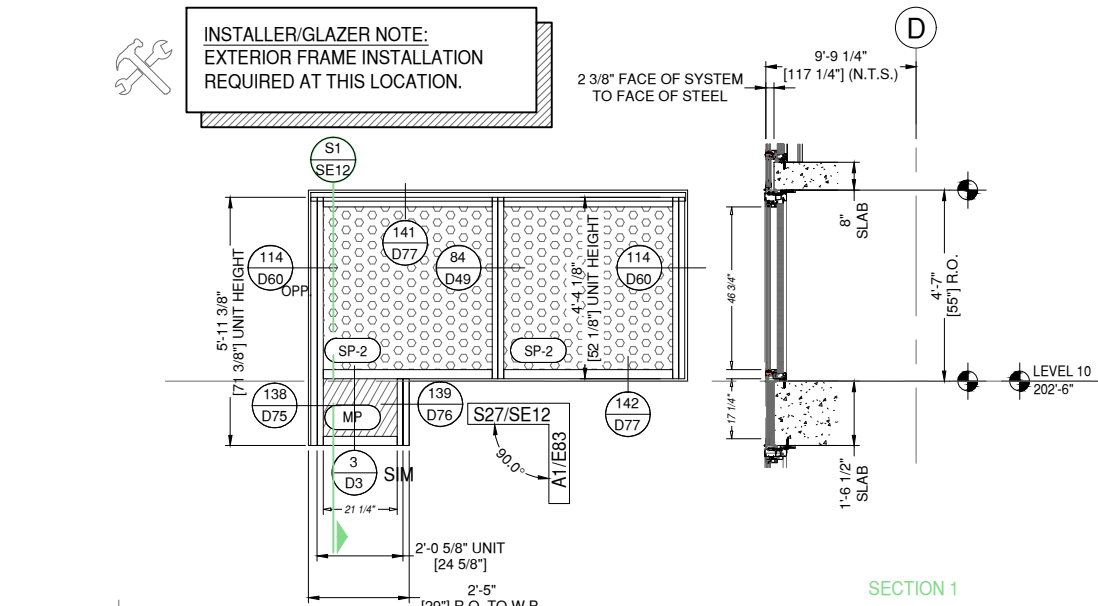 INSTALLER/GLAZER NOTE:
EXTERIOR FRAME INSTALLATION
REQUIRED AT THIS LOCATION.
D
9'-9 1/4"
[117 1/4"] (N.T.S.)
2 3/8" FACE OF SYSTEM
TO FACE OF STEEL
S1
SE12
141
D77
114
D60
OPP.
84
D49
114
D60
5'-11 3/8"
[71 3/8"] UNIT HEIGHT
4'-4 1/8"
[52 1/8"] UNIT HEIGHT
SP-2
SP-2
138
D75
MP
139
D76
142
D77
S27/SE12
90.0°
A1/E83
3
D3
SIM
21 1/4"
2'-0 5/8" UNIT
[24 5/8"]
2'-5"
[29"] R.O. TO W.P.
8"
SLAB
46 3/4"
4'-7"
[55"] R.O.
LEVEL 10
202'-6"
17 1/4"
1'-6 1/2"
SLAB
SECTION 1